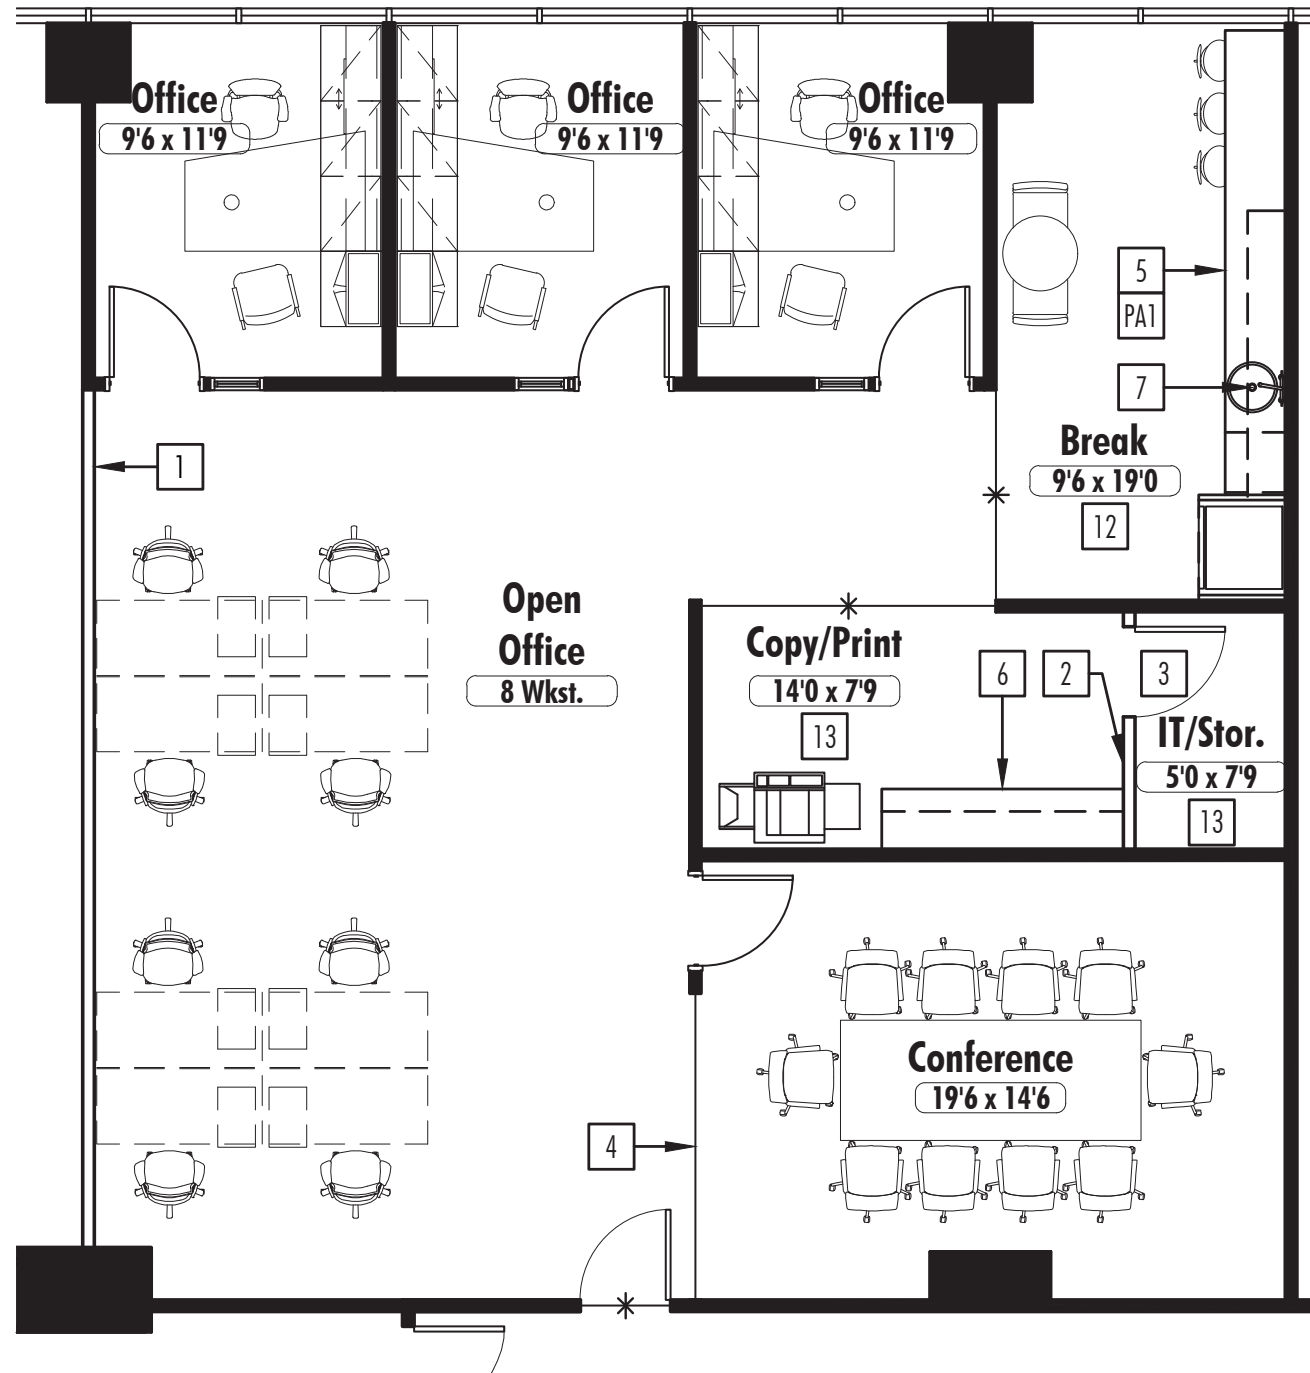 Office
9'6 x 11'9
Office
9'6 x 11'9
Office
9'6 x 11'9
5
PA1
7
Break
9'6 x 19'0
12
1
Open
Office
8 Wkst.
Copy/Print
14'0 x 7'9
13
6
2
3
IT/Stor.
5'0 x 7'9
13
Conference
19'6 x 14'6
4